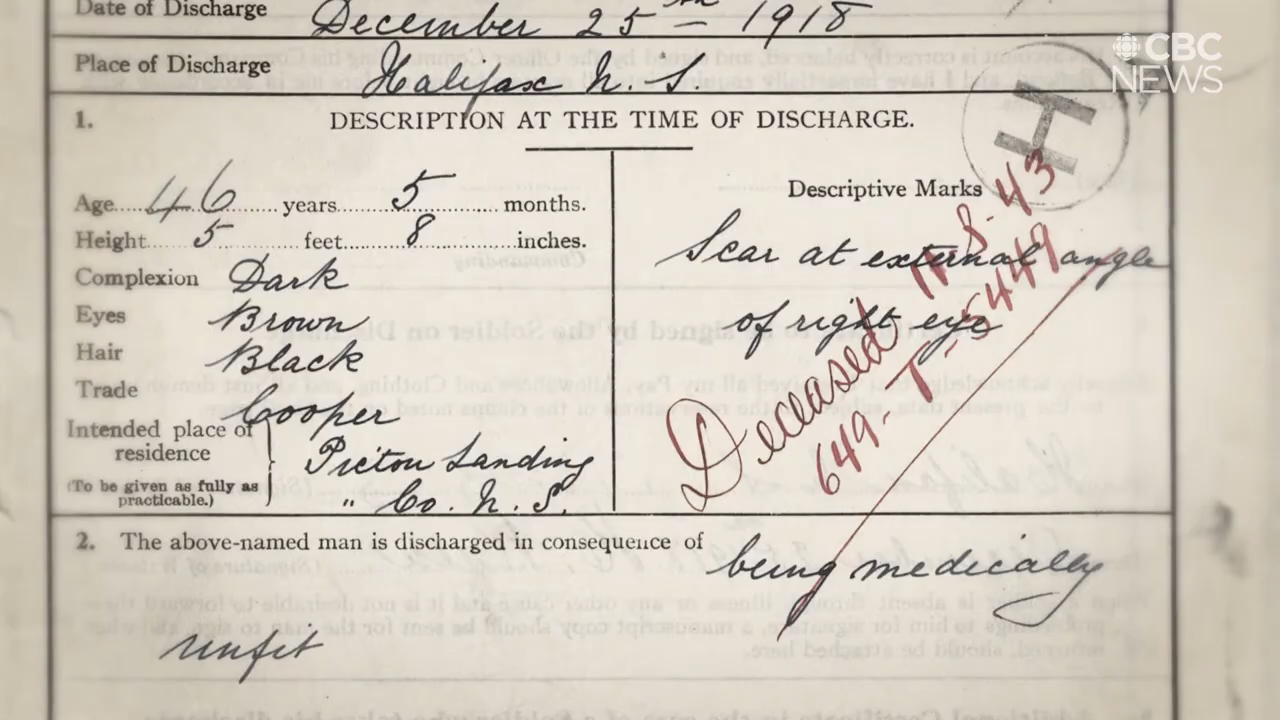 CBC
NEWS
Date of Discharge December 25th 1918
Place of Discharge Halifax N. S.
H
1. DESCRIPTION AT THE TIME OF DISCHARGE.
Age 46 years 5 months.
Height 5 feet 8 inches.
Complexion Dark
Eyes Brown
Hair Black
Trade Cooper
Intended place of residence Pictou Landing
(To be given as fully as practicable.) " Co. N. S.
Descriptive Marks
Scar at external angle
of right eye
Deceased 8-43
649-T-5449
2. The above-named man is discharged in consequence of being medically
unfit